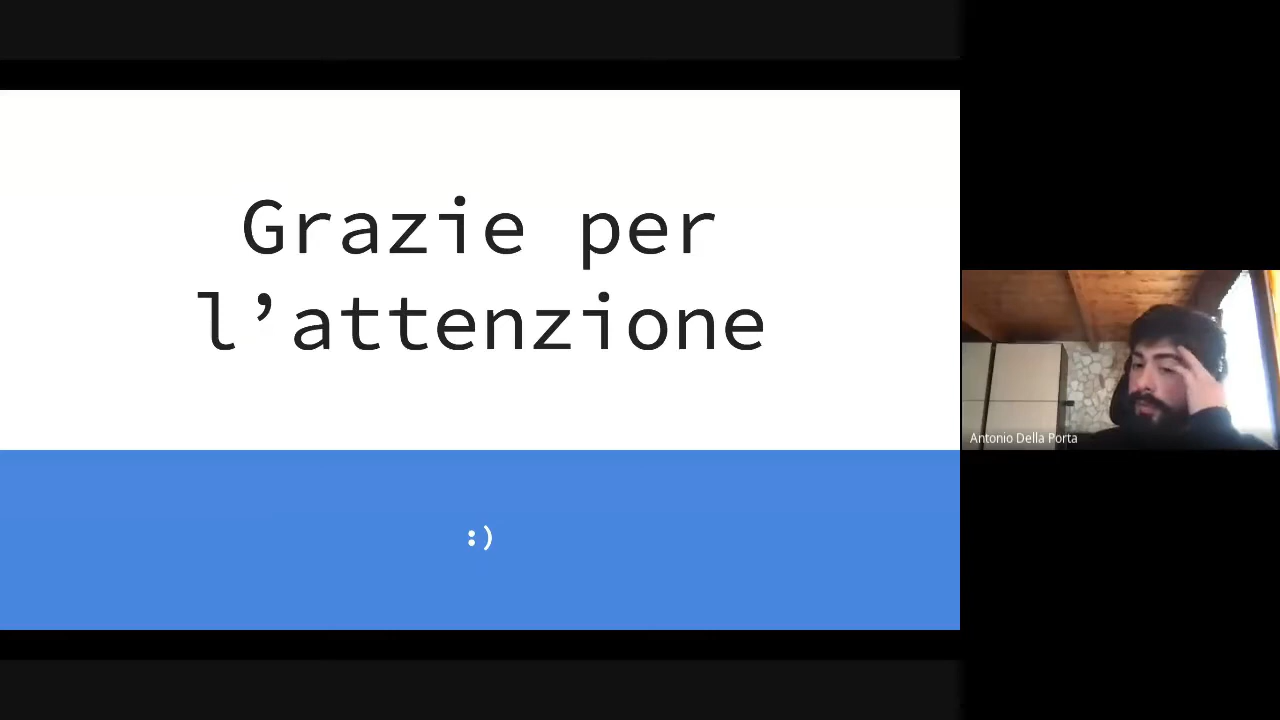 Grazie per
l’attenzione
:)
Antonio Della Porta